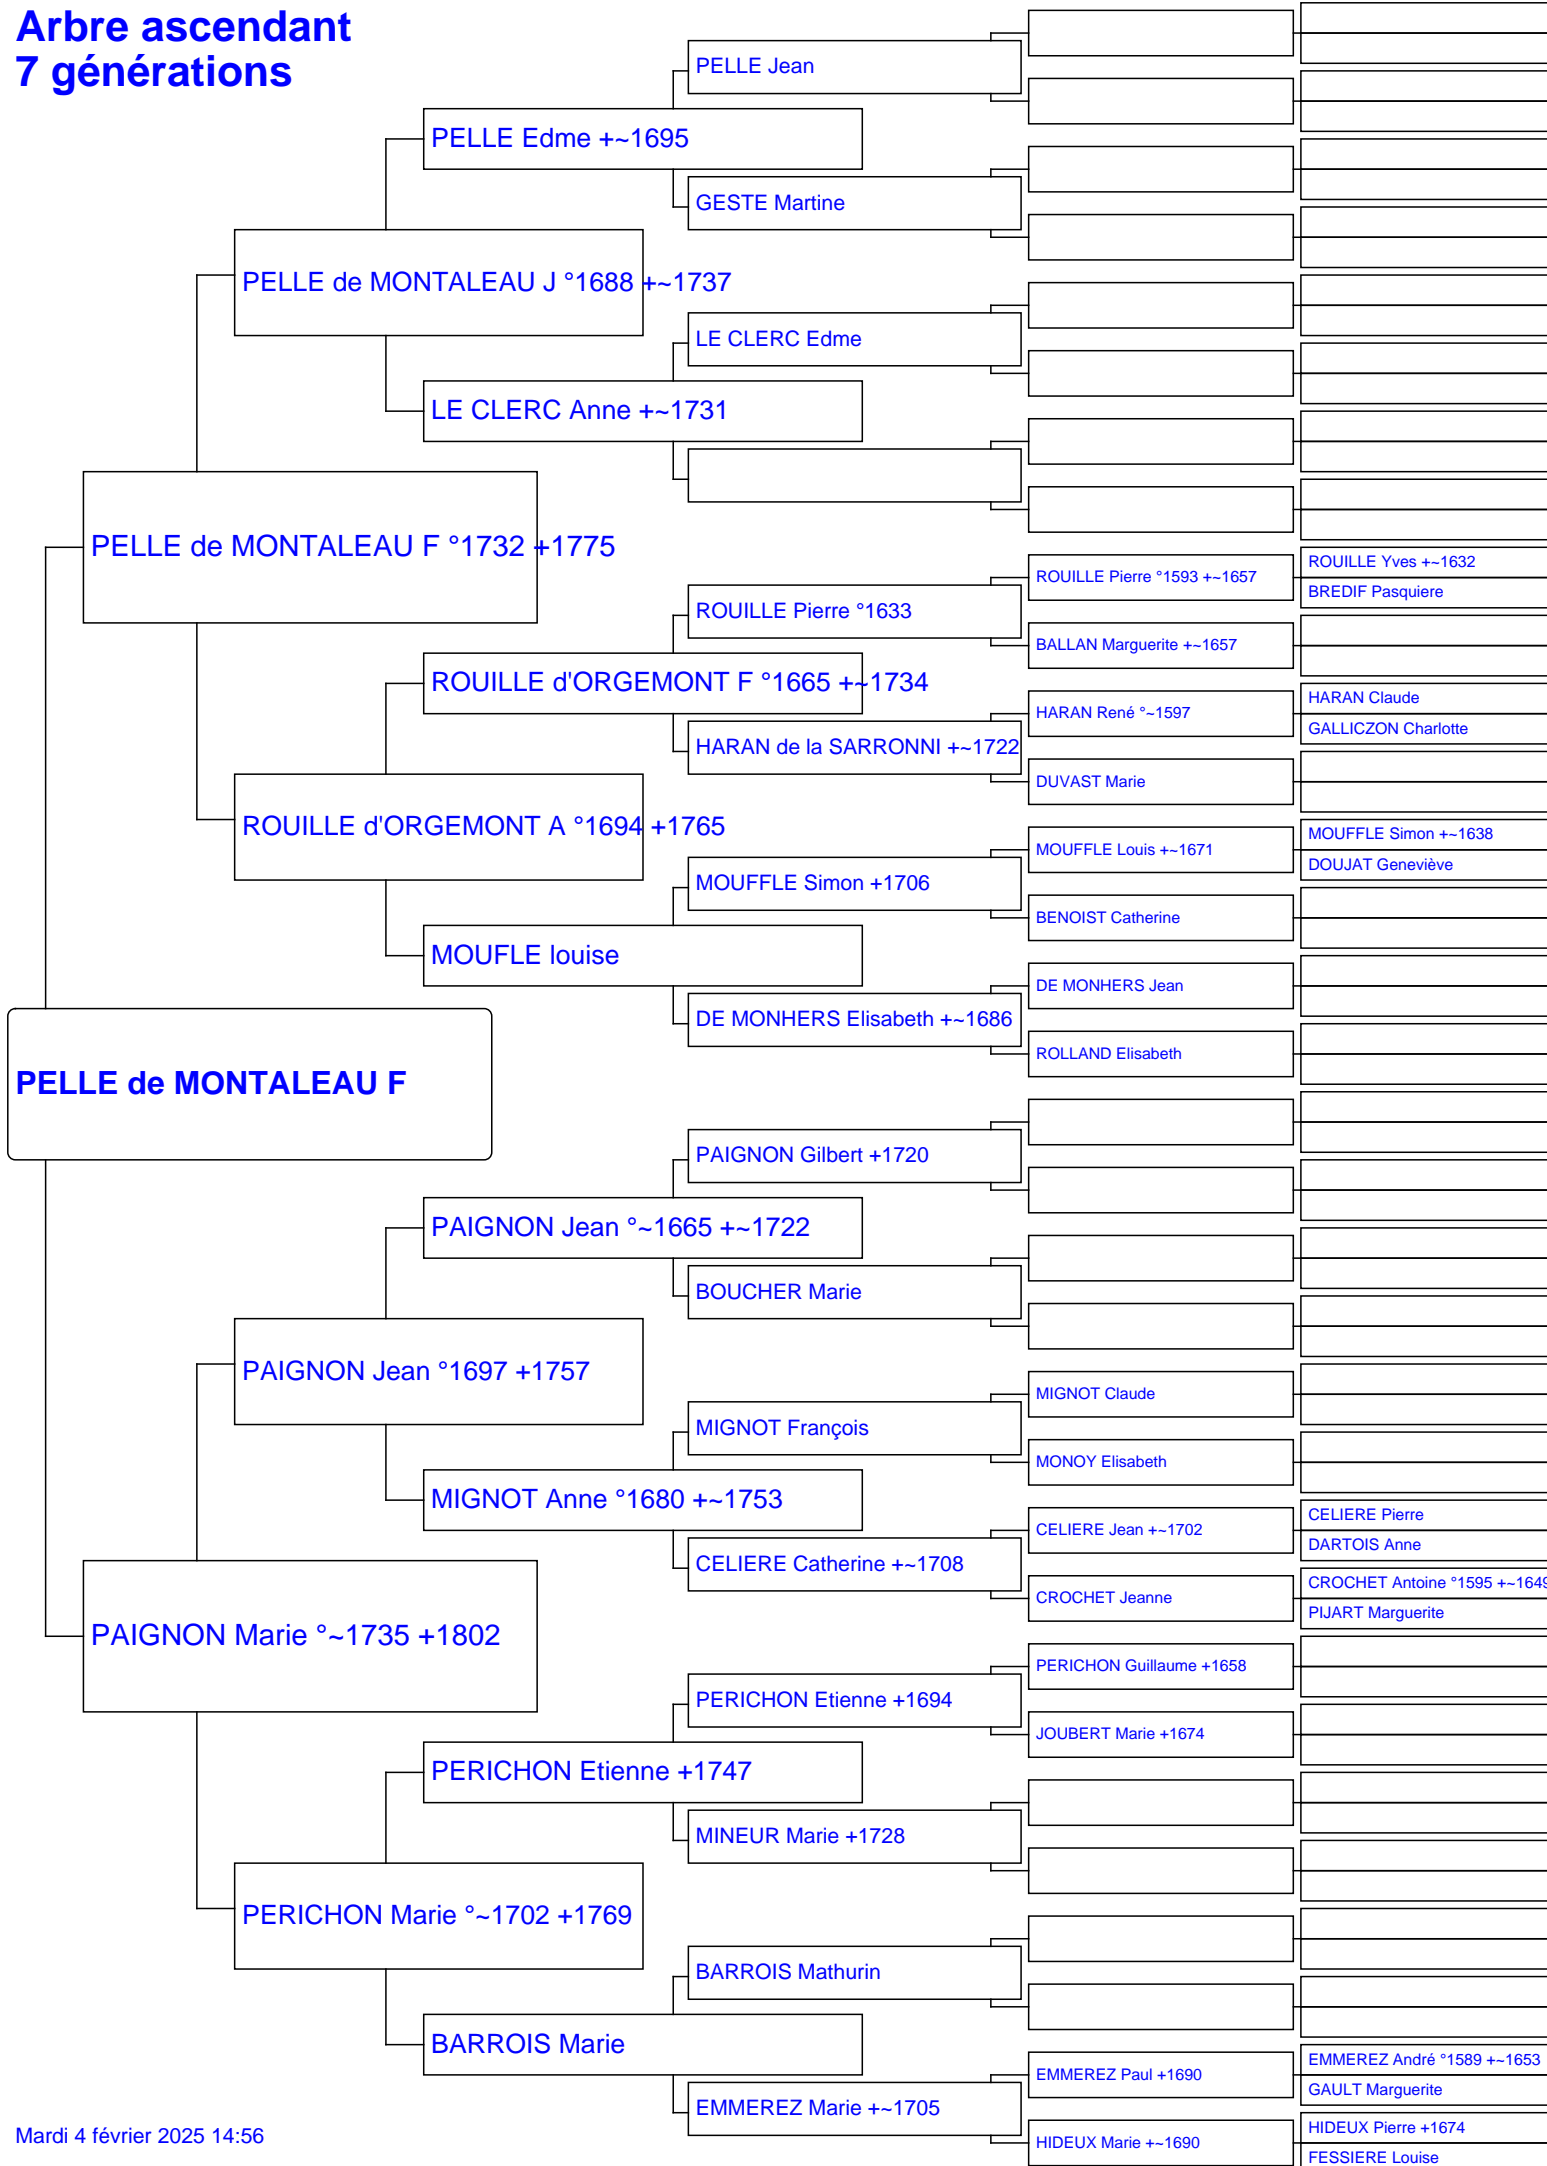 Arbre ascendant
7 générations
PELLE Jean
PELLE Edme +~1695
GESTE Martine
PELLE de MONTALEAU J °1688 +~1737
LE CLERC Edme
LE CLERC Anne +~1731
PELLE de MONTALEAU F °1732 +1775
ROUILLE Yves +~1632
ROUILLE Pierre °1593 +~1657
BREDIF Pasquiere
ROUILLE Pierre °1633
BALLAN Marguerite +~1657
ROUILLE d'ORGEMONT F °1665 +~1734
HARAN Claude
HARAN René °~1597
GALLICZON Charlotte
HARAN de la SARRONNI +~1722
DUVAST Marie
ROUILLE d'ORGEMONT A °1694 +1765
MOUFFLE Simon +~1638
MOUFFLE Louis +~1671
DOUJAT Geneviève
MOUFFLE Simon +1706
BENOIST Catherine
MOUFLE louise
DE MONHERS Jean
DE MONHERS Elisabeth +~1686
ROLLAND Elisabeth
PELLE de MONTALEAU F
PAIGNON Gilbert +1720
PAIGNON Jean °~1665 +~1722
BOUCHER Marie
PAIGNON Jean °1697 +1757
MIGNOT Claude
MIGNOT François
MONOY Elisabeth
MIGNOT Anne °1680 +~1753
CELIERE Pierre
CELIERE Jean +~1702
DARTOIS Anne
CELIERE Catherine +~1708
CROCHET Antoine °1595 +~1649
CROCHET Jeanne
PIJART Marguerite
PAIGNON Marie °~1735 +1802
PERICHON Guillaume +1658
PERICHON Etienne +1694
JOUBERT Marie +1674
PERICHON Etienne +1747
MINEUR Marie +1728
PERICHON Marie °~1702 +1769
BARROIS Mathurin
BARROIS Marie
EMMEREZ André °1589 +~1653
EMMEREZ Paul +1690
GAULT Marguerite
EMMEREZ Marie +~1705
HIDEUX Pierre +1674
HIDEUX Marie +~1690
FESSIERE Louise
Mardi 4 février 2025 14:56